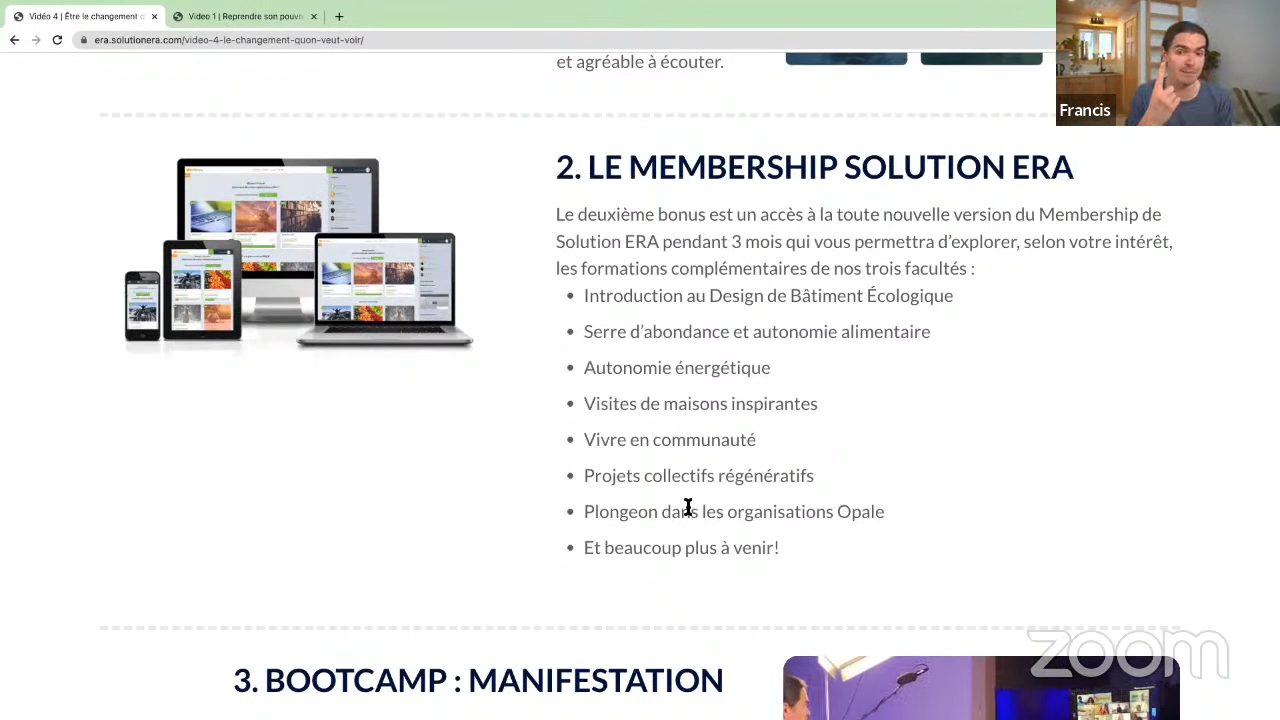 Vidéo 4 | Être le changement q
Video 1 | Reprendre son pouvo
era.solutionera.com/video-4-le-changement-quon-veut-voir/
Francis
et agréable à écouter.
2. LE MEMBERSHIP SOLUTION ERA
Le deuxième bonus est un accès à la toute nouvelle version du Membership de
Solution ERA pendant 3 mois qui vous permettra d’explorer, selon votre intérêt,
les formations complémentaires de nos trois facultés :
• Introduction au Design de Bâtiment Écologique
• Serre d’abondance et autonomie alimentaire
• Autonomie énergétique
• Visites de maisons inspirantes
• Vivre en communauté
• Projets collectifs régénératifs
• Plongeon dans les organisations Opale
• Et beaucoup plus à venir!
3. BOOTCAMP : MANIFESTATION
zoom